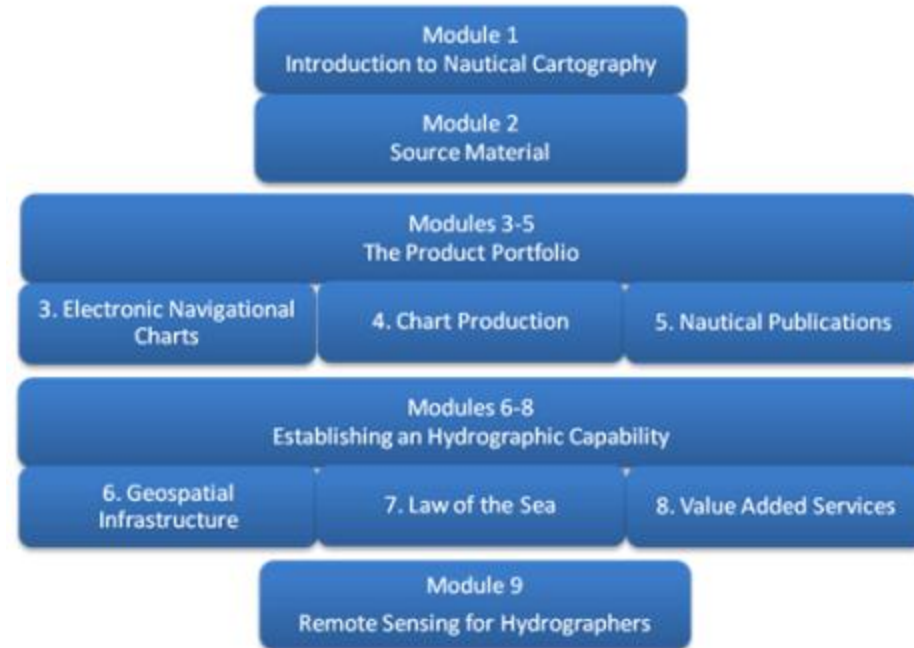 Module 1
Introduction to Nautical Cartography
Module 2
Source Material
Modules 3-5
The Product Portfolio
3. Electronic Navigational
Charts
4. Chart Production
5. Nautical Publications
Modules 6-8
Establishing an Hydrographic Capability
6. Geospatial
Infrastructure
7. Law of the Sea
8. Value Added Services
Module 9
Remote Sensing for Hydrographers